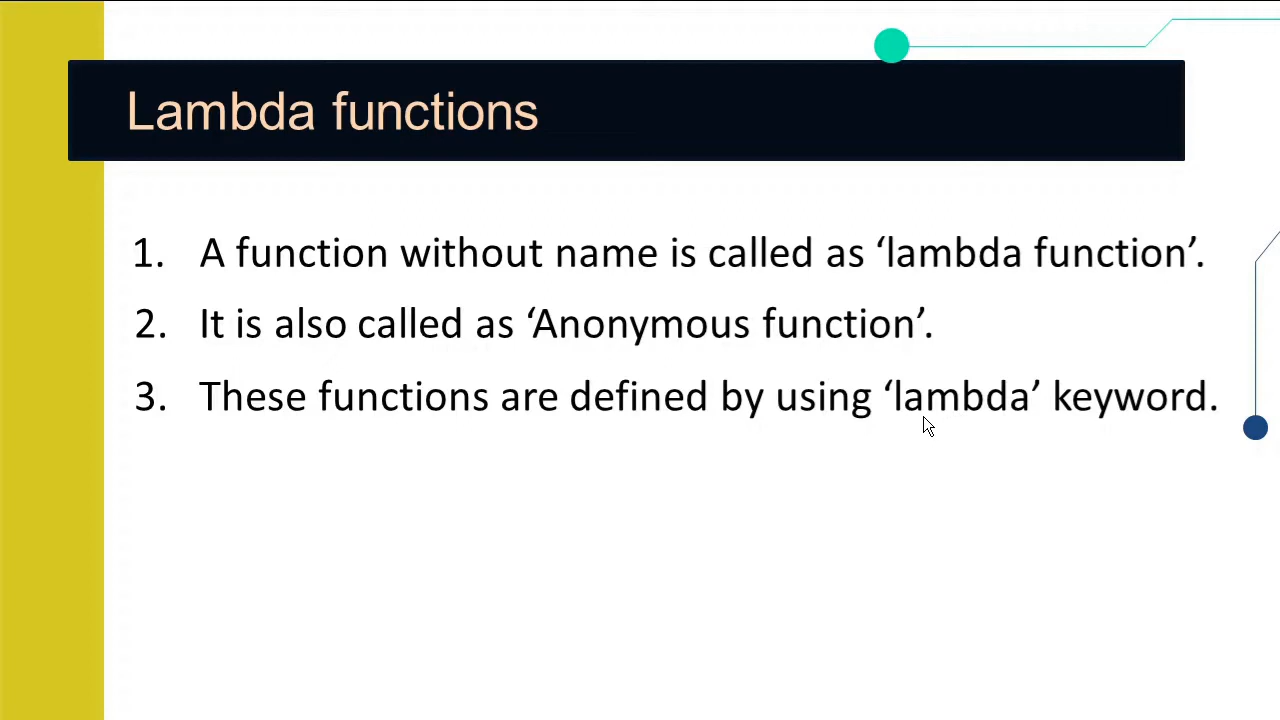 Lambda functions
1. A function without name is called as ‘lambda function’.
2. It is also called as ‘Anonymous function’.
3. These functions are defined by using ‘lambda’ keyword.